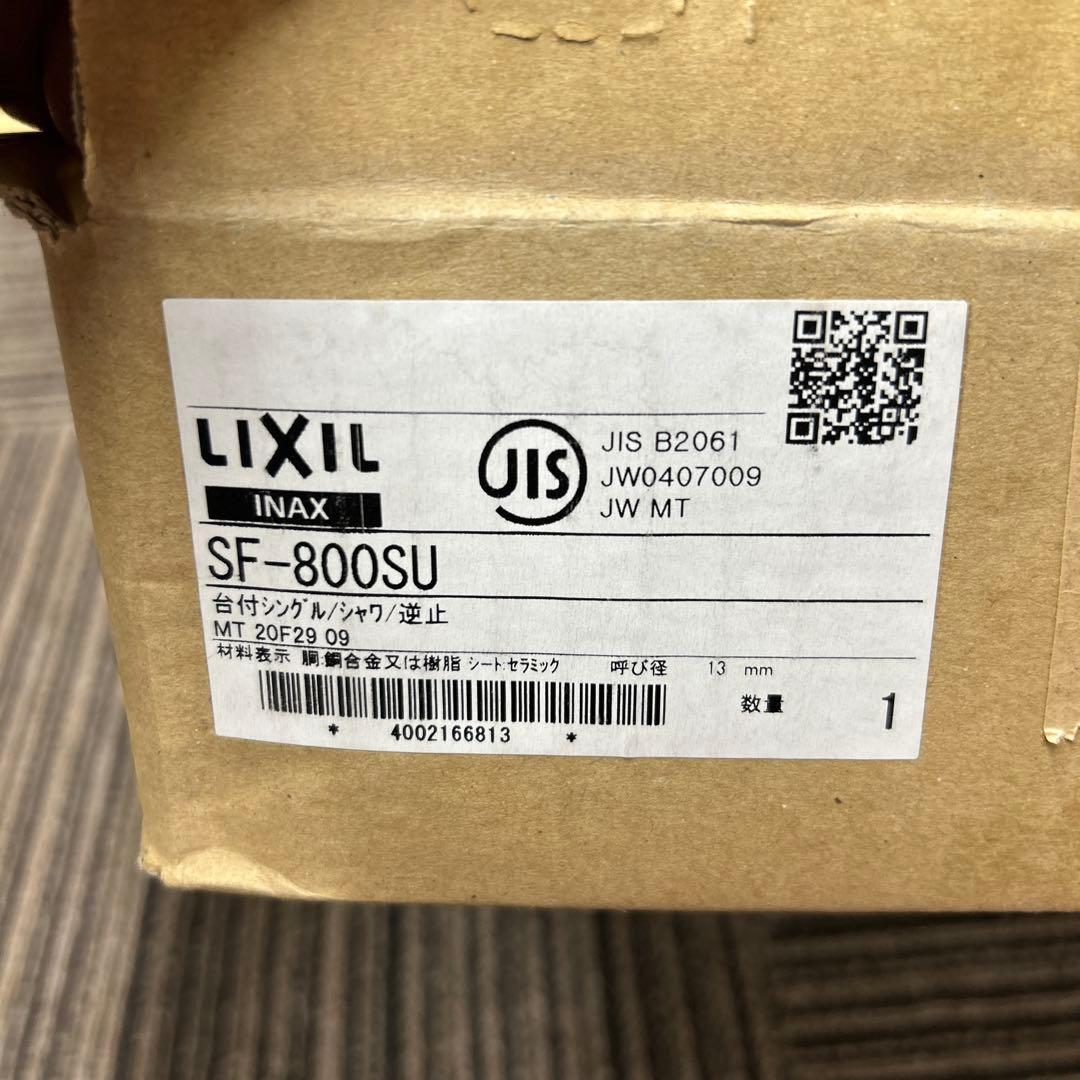 LIXIL
INAX
JIS
JIS B2061
JW0407009
JW MT
SF-800SU
台付シングル/シャワ/逆止
MT 20F29 09
材料表示 胴:銅合金又は樹脂 シート:セラミック 呼び径 13 mm
* 4002166813 *
数量 1